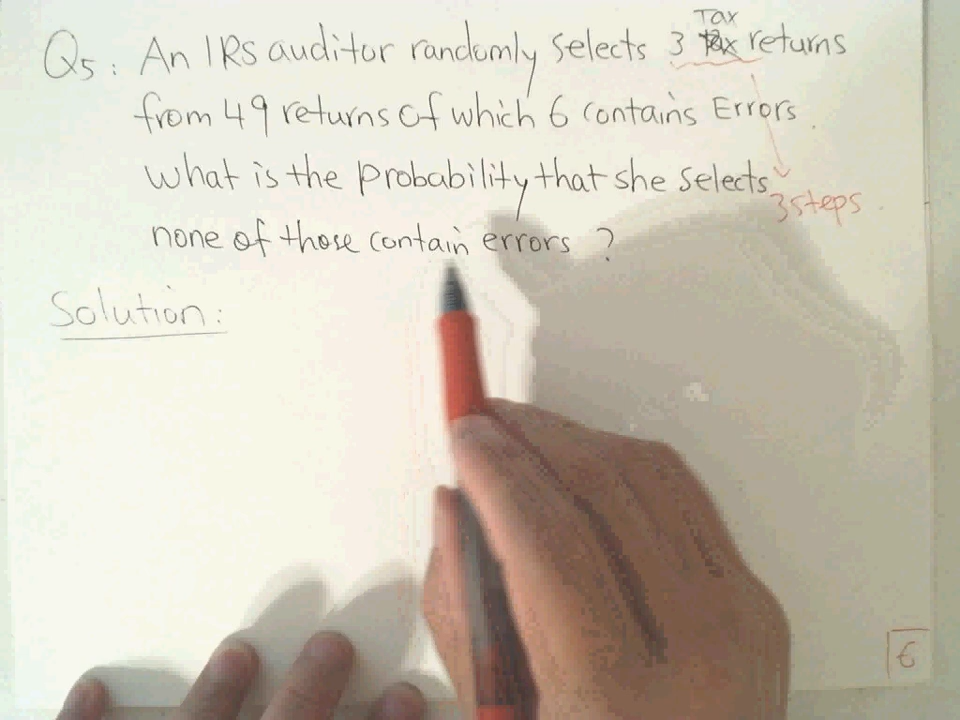 Tax
Q5: An IRS auditor randomly selects 3 Tax returns
from 49 returns of which 6 contains Errors.
What is the probability that she selects
3 steps
none of those contain errors ?
Solution:
6